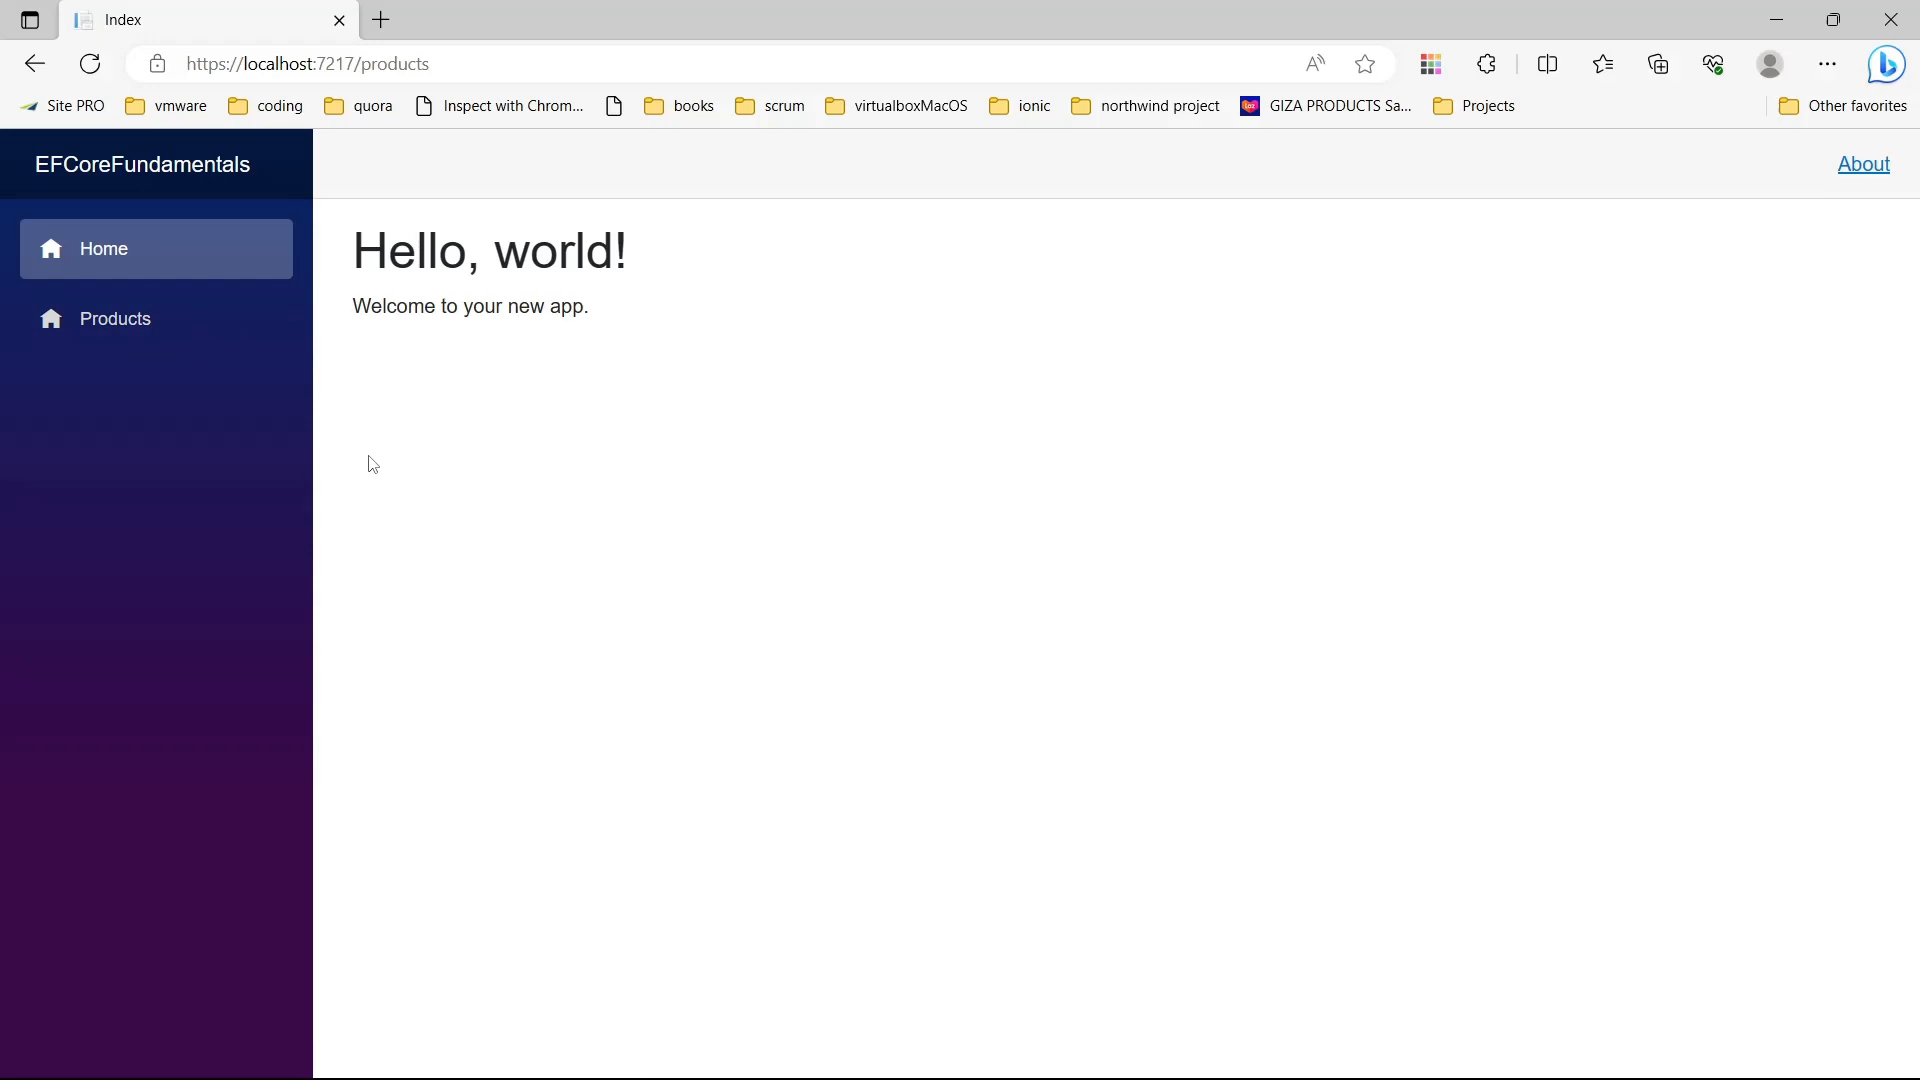 Index
https://localhost:7217/products
Site PRO vmware coding quora Inspect with Chrom... books scrum virtualboxMacOS ionic northwind project GIZA PRODUCTS Sa... Projects Other favorites
EFCoreFundamentals
About
Home
Products
Hello, world!
Welcome to your new app.